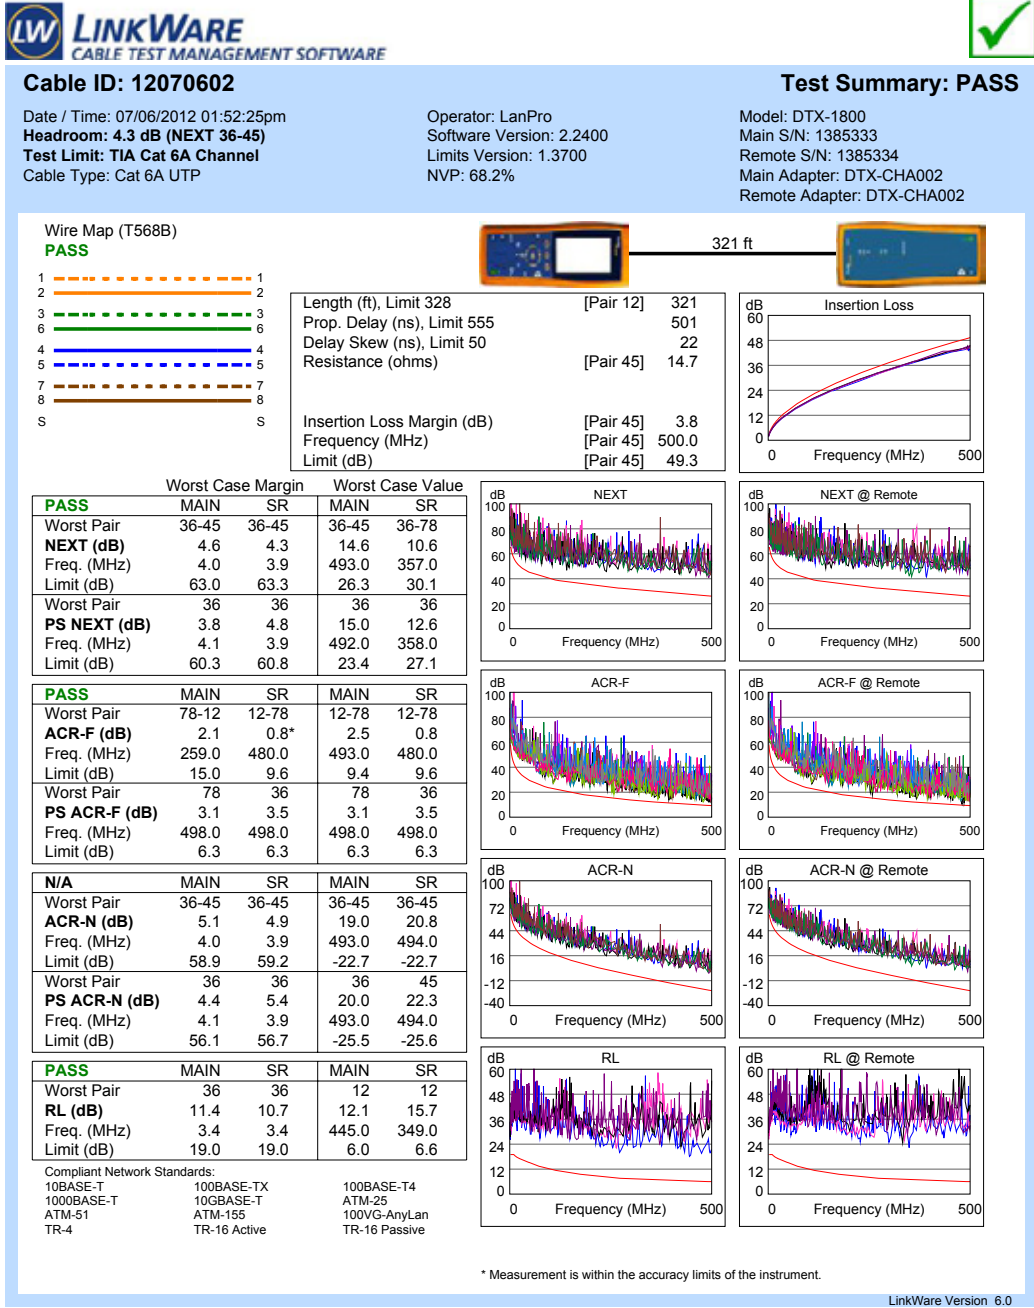 LW LINKWARE
CABLE TEST MANAGEMENT SOFTWARE
Cable ID: 12070602
Test Summary: PASS
Date / Time: 07/06/2012 01:52:25pm
Headroom: 4.3 dB (NEXT 36-45)
Test Limit: TIA Cat 6A Channel
Cable Type: Cat 6A UTP
Operator: LanPro
Software Version: 2.2400
Limits Version: 1.3700
NVP: 68.2%
Model: DTX-1800
Main S/N: 1385333
Remote S/N: 1385334
Main Adapter: DTX-CHA002
Remote Adapter: DTX-CHA002
Wire Map (T568B)
PASS
1 1
2 2
3 3
6 6
4 4
5 5
7 7
8 8
S S
321 ft
Length (ft), Limit 328 [Pair 12] 321
Prop. Delay (ns), Limit 555 501
Delay Skew (ns), Limit 50 22
Resistance (ohms) [Pair 45] 14.7
Insertion Loss Margin (dB) [Pair 45] 3.8
Frequency (MHz) [Pair 45] 500.0
Limit (dB) [Pair 45] 49.3
dB Insertion Loss
60
48
36
24
12
0
0 Frequency (MHz) 500
Worst Case Margin Worst Case Value
PASS MAIN SR MAIN SR
Worst Pair 36-45 36-45 36-45 36-78
NEXT (dB) 4.6 4.3 14.6 10.6
Freq. (MHz) 4.0 3.9 493.0 357.0
Limit (dB) 63.0 63.3 26.3 30.1
Worst Pair 36 36 36 36
PS NEXT (dB) 3.8 4.8 15.0 12.6
Freq. (MHz) 4.1 3.9 492.0 358.0
Limit (dB) 60.3 60.8 23.4 27.1
PASS MAIN SR MAIN SR
Worst Pair 78-12 12-78 12-78 12-78
ACR-F (dB) 2.1 0.8* 2.5 0.8
Freq. (MHz) 259.0 480.0 493.0 480.0
Limit (dB) 15.0 9.6 9.4 9.6
Worst Pair 78 36 78 36
PS ACR-F (dB) 3.1 3.5 3.1 3.5
Freq. (MHz) 498.0 498.0 498.0 498.0
Limit (dB) 6.3 6.3 6.3 6.3
N/A MAIN SR MAIN SR
Worst Pair 36-45 36-45 36-45 36-45
ACR-N (dB) 5.1 4.9 19.0 20.8
Freq. (MHz) 4.0 3.9 493.0 494.0
Limit (dB) 58.9 59.2 -22.7 -22.7
Worst Pair 36 36 36 45
PS ACR-N (dB) 4.4 5.4 20.0 22.3
Freq. (MHz) 4.1 3.9 493.0 494.0
Limit (dB) 56.1 56.7 -25.5 -25.6
PASS MAIN SR MAIN SR
Worst Pair 36 36 12 12
RL (dB) 11.4 10.7 12.1 15.7
Freq. (MHz) 3.4 3.4 445.0 349.0
Limit (dB) 19.0 19.0 6.0 6.6
Compliant Network Standards:
10BASE-T 100BASE-TX 100BASE-T4
1000BASE-T 10GBASE-T ATM-25
ATM-51 ATM-155 100VG-AnyLan
TR-4 TR-16 Active TR-16 Passive
dB NEXT
100
80
60
40
20
0
0 Frequency (MHz) 500
dB NEXT @ Remote
100
80
60
40
20
0
0 Frequency (MHz) 500
dB ACR-F
100
80
60
40
20
0
0 Frequency (MHz) 500
dB ACR-F @ Remote
100
80
60
40
20
0
0 Frequency (MHz) 500
dB ACR-N
100
72
44
16
-12
-40
0 Frequency (MHz) 500
dB ACR-N @ Remote
100
72
44
16
-12
-40
0 Frequency (MHz) 500
dB RL
60
48
36
24
12
0
0 Frequency (MHz) 500
dB RL @ Remote
60
48
36
24
12
0
0 Frequency (MHz) 500
* Measurement is within the accuracy limits of the instrument.
LinkWare Version 6.0